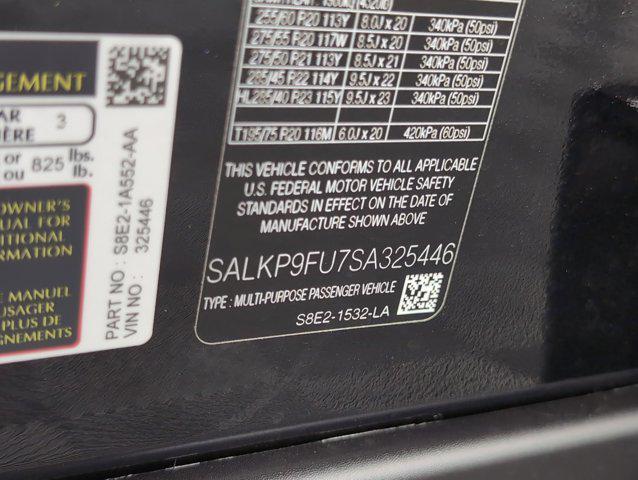 GEMENT
AR
IÈRE 3
or lbs.
ou 825 kg.
OWNER'S
UAL FOR
ITIONAL
ORMATION
E MANUEL
USAGER
PLUS DE
GNEMENTS
PART NO : S8E2-1A552-AA
VIN NO : 325446
255/60 P20 113Y 8.0J x 20 340kPa (50psi)
275/55 R20 117W 8.5J x 20 340kPa (50psi)
275/50 R21 113Y 8.5J x 21 340kPa (50psi)
285/45 R22 114Y 9.5J x 22 340kPa (50psi)
HL285/40 R23 115Y 9.5J x 23 340kPa (50psi)
T195/75 R20 116M 6.0J x 20 420kPa (60psi)
THIS VEHICLE CONFORMS TO ALL APPLICABLE
U.S. FEDERAL MOTOR VEHICLE SAFETY
STANDARDS IN EFFECT ON THE DATE OF
MANUFACTURE SHOWN ABOVE
SALKP9FU7SA325446
TYPE : MULTI-PURPOSE PASSENGER VEHICLE
S8E2-1532-LA